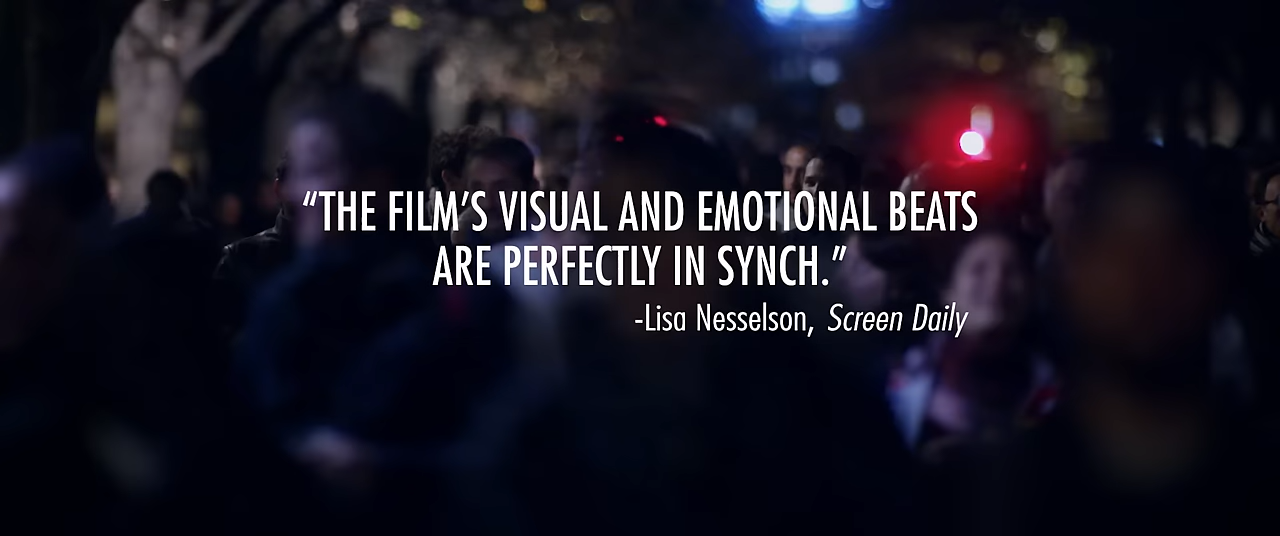 “THE FILM’S VISUAL AND EMOTIONAL BEATS
ARE PERFECTLY IN SYNCH.”
-Lisa Nesselson, Screen Daily